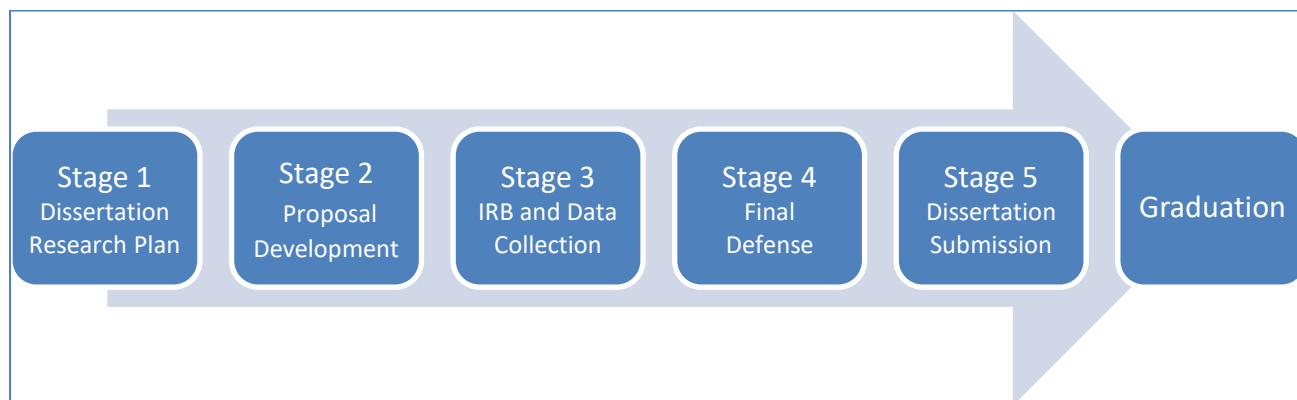 Stage 1
Dissertation
Research Plan
Stage 2
Proposal
Development
Stage 3
IRB and Data
Collection
Stage 4
Final
Defense
Stage 5
Dissertation
Submission
Graduation